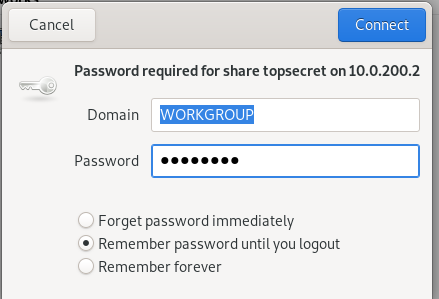 Cancel
Connect
Password required for share topsecret on 10.0.200.2
Domain
WORKGROUP
Password
●●●●●●●●
Forget password immediately
Remember password until you logout
Remember forever